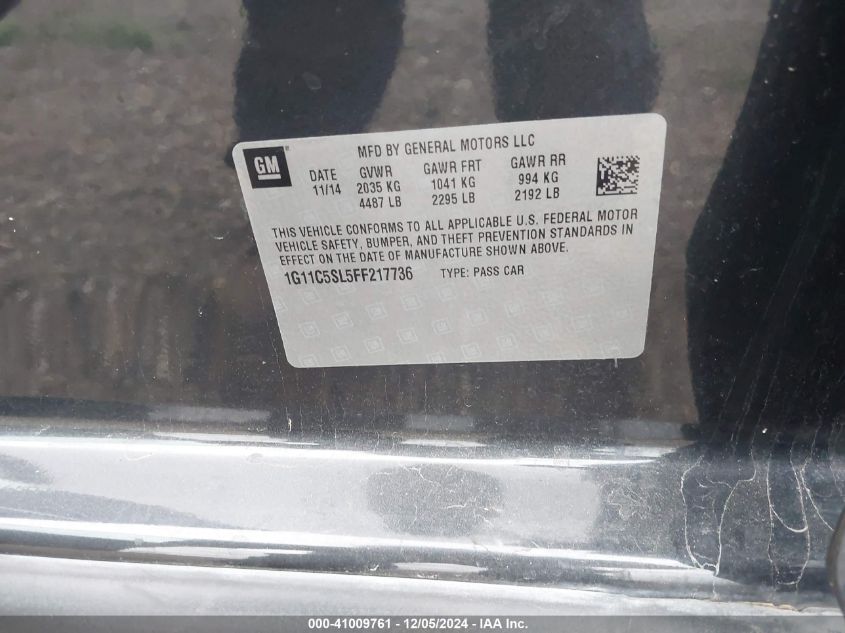 GM
MFD BY GENERAL MOTORS LLC
DATE GVWR GAWR FRT GAWR RR
11/14 2035 KG 1041 KG 994 KG
4487 LB 2295 LB 2192 LB
THIS VEHICLE CONFORMS TO ALL APPLICABLE U.S. FEDERAL MOTOR
VEHICLE SAFETY, BUMPER, AND THEFT PREVENTION STANDARDS IN
EFFECT ON THE DATE OF MANUFACTURE SHOWN ABOVE.
1G11C5SL5FF217736 TYPE: PASS CAR
000-41009761 - 12/05/2024 - IAA Inc.